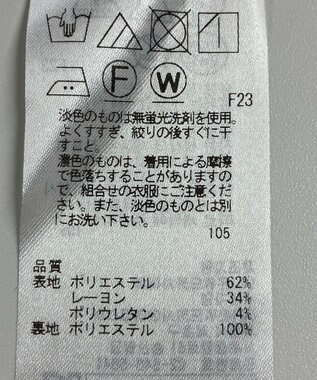 F W
F23
淡色のものは無蛍光洗剤を使用。
よくすすぎ、絞りの後すぐに干
すこと。
濃色のものは、着用による摩擦
で色落ちすることがありますの
で、組合せの衣服にご注意くだ
さい。また、淡色のものとは別
にお洗い下さい。
105
品質
表地 ポリエステル 62%
レーヨン 34%
ポリウレタン 4%
裏地 ポリエステル 100%